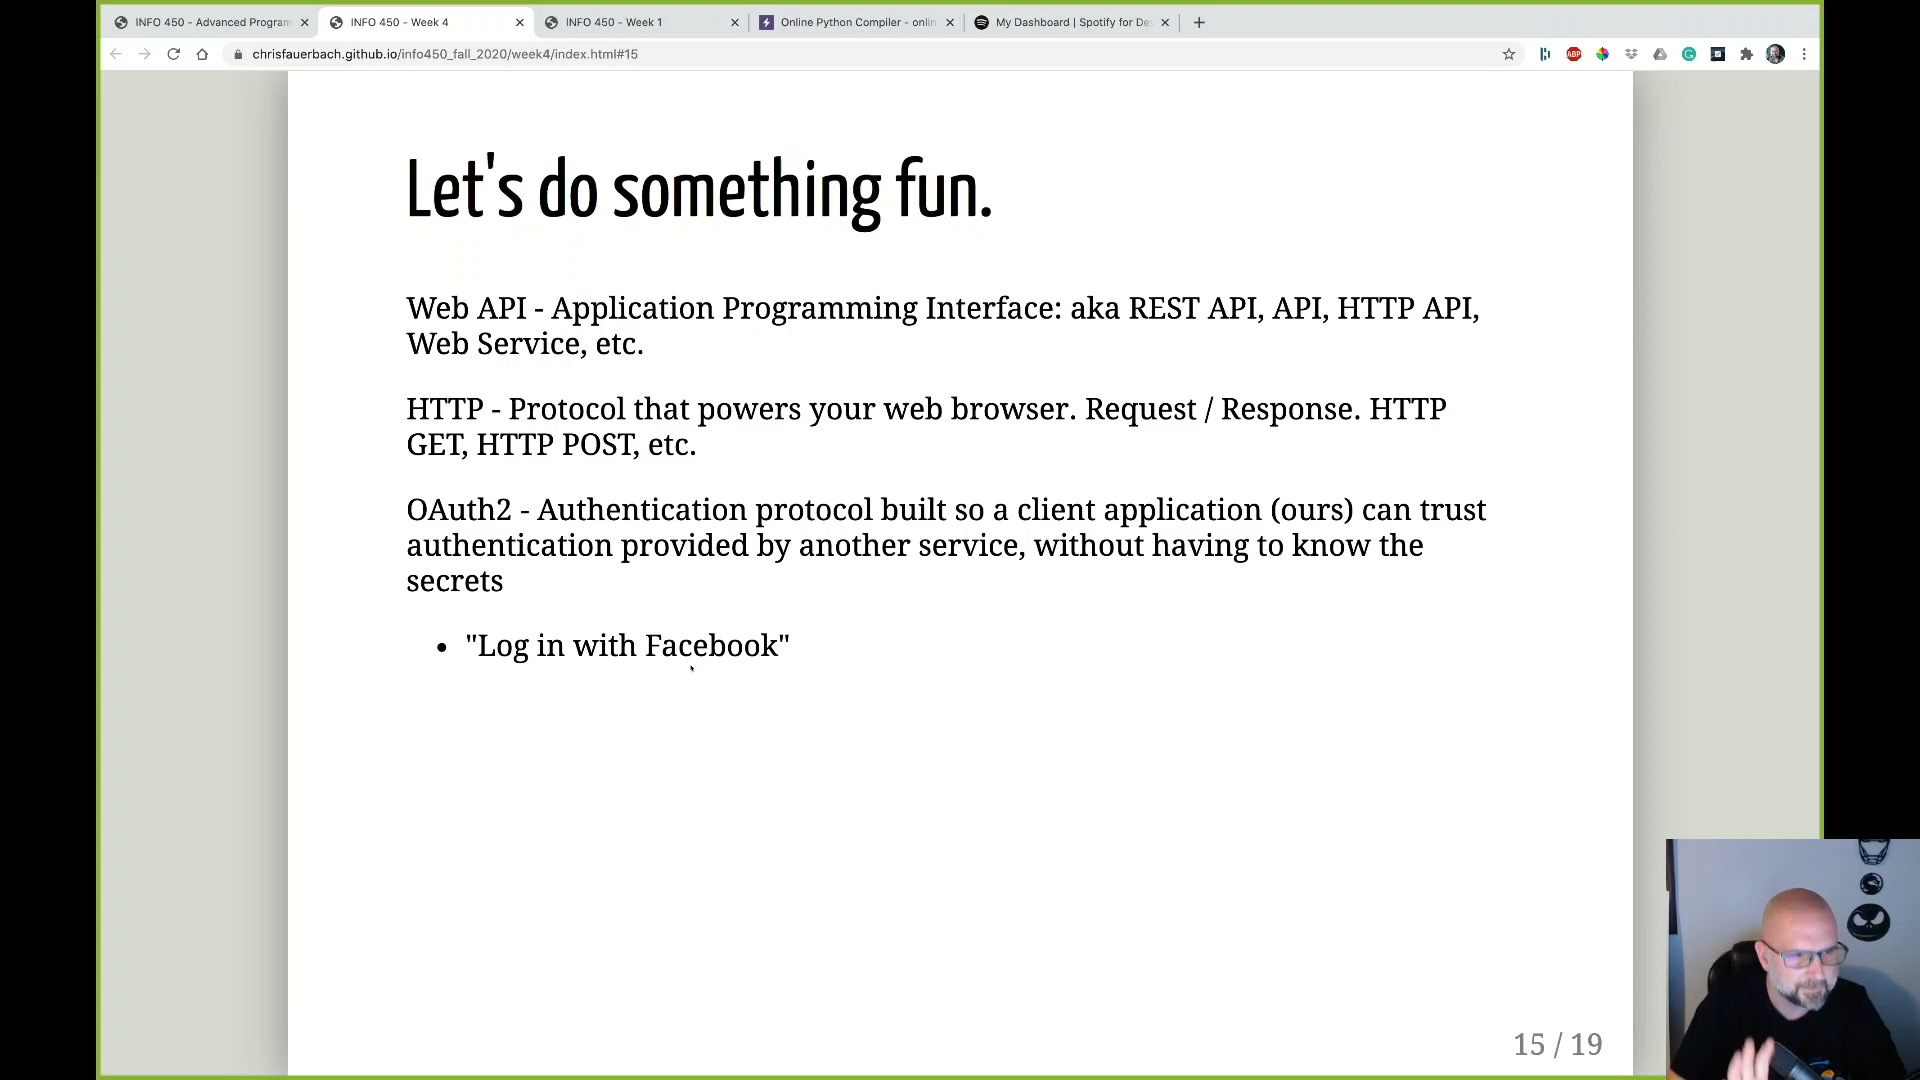 INFO 450 - Advanced Program
INFO 450 - Week 4
INFO 450 - Week 1
Online Python Compiler - onlin
My Dashboard | Spotify for De
chrisfauerbach.github.io/info450_fall_2020/week4/index.html#15
ABP
Let's do something fun.
Web API - Application Programming Interface: aka REST API, API, HTTP API,
Web Service, etc.
HTTP - Protocol that powers your web browser. Request / Response. HTTP
GET, HTTP POST, etc.
OAuth2 - Authentication protocol built so a client application (ours) can trust
authentication provided by another service, without having to know the
secrets
• "Log in with Facebook"
15 / 19